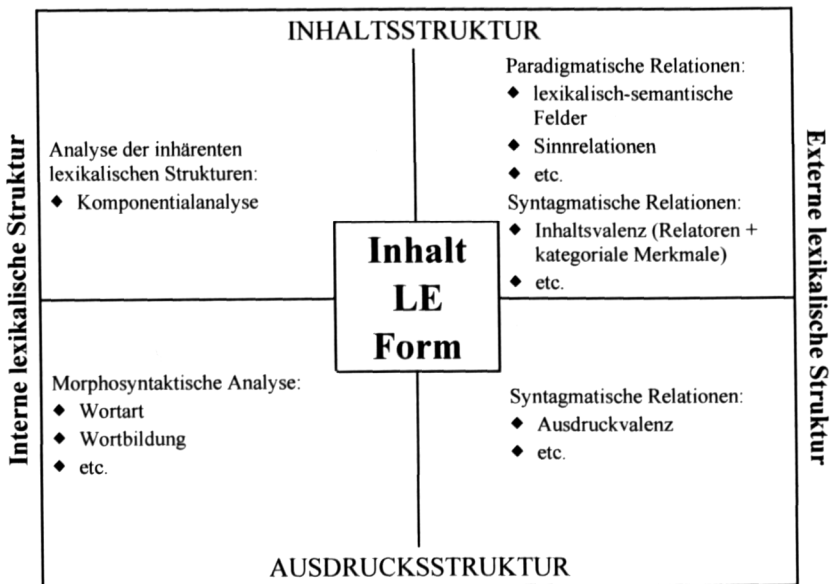 INHALTSSTRUKTUR
Interne lexikalische Struktur
Analyse der inhärenten
lexikalischen Strukturen:
◆ Komponentialanalyse
Paradigmatische Relationen:
◆ lexikalisch-semantische
Felder
◆ Sinnrelationen
◆ etc.
Syntagmatische Relationen:
◆ Inhaltsvalenz (Relatoren +
kategoriale Merkmale)
◆ etc.
Externe lexikalische Struktur
Inhalt
LE
Form
Morphosyntaktische Analyse:
◆ Wortart
◆ Wortbildung
◆ etc.
Syntagmatische Relationen:
◆ Ausdruckvalenz
◆ etc.
AUSDRUCKSSTRUKTUR